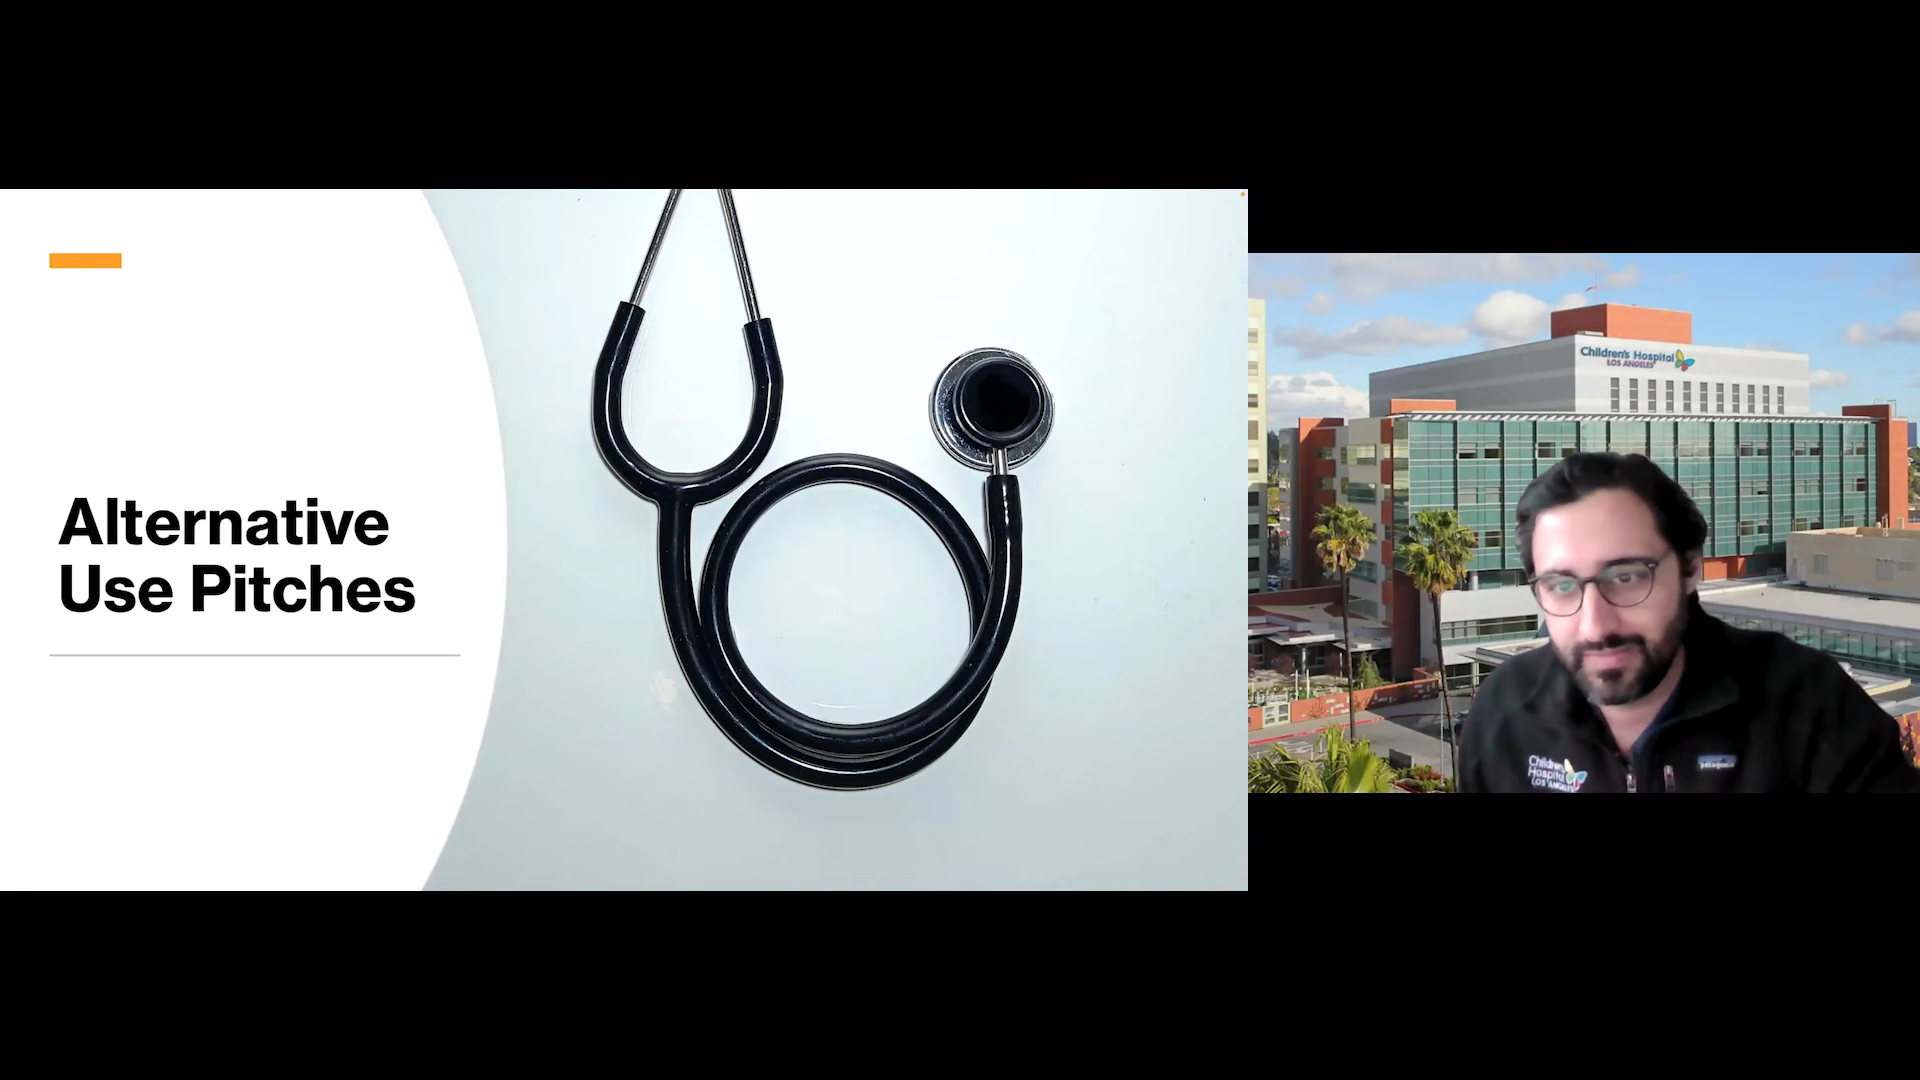 Alternative
Use Pitches
Children's Hospital
LOS ANGELES
Children's
Hospital
LOS ANGELES
patagonia